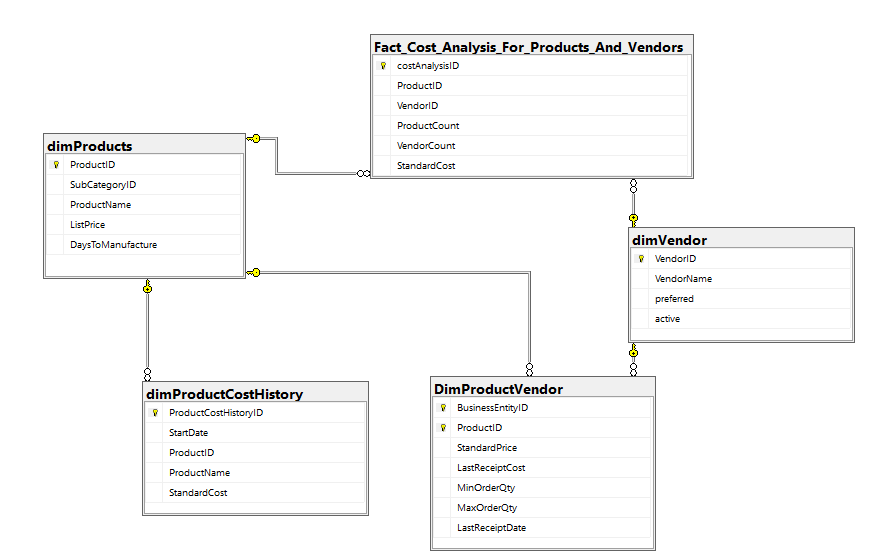 Fact_Cost_Analysis_For_Products_And_Vendors
costAnalysisID
ProductID
VendorID
ProductCount
VendorCount
StandardCost
dimProducts
ProductID
SubCategoryID
ProductName
ListPrice
DaysToManufacture
dimVendor
VendorID
VendorName
preferred
active
dimProductCostHistory
ProductCostHistoryID
StartDate
ProductID
ProductName
StandardCost
DimProductVendor
BusinessEntityID
ProductID
StandardPrice
LastReceiptCost
MinOrderQty
MaxOrderQty
LastReceiptDate